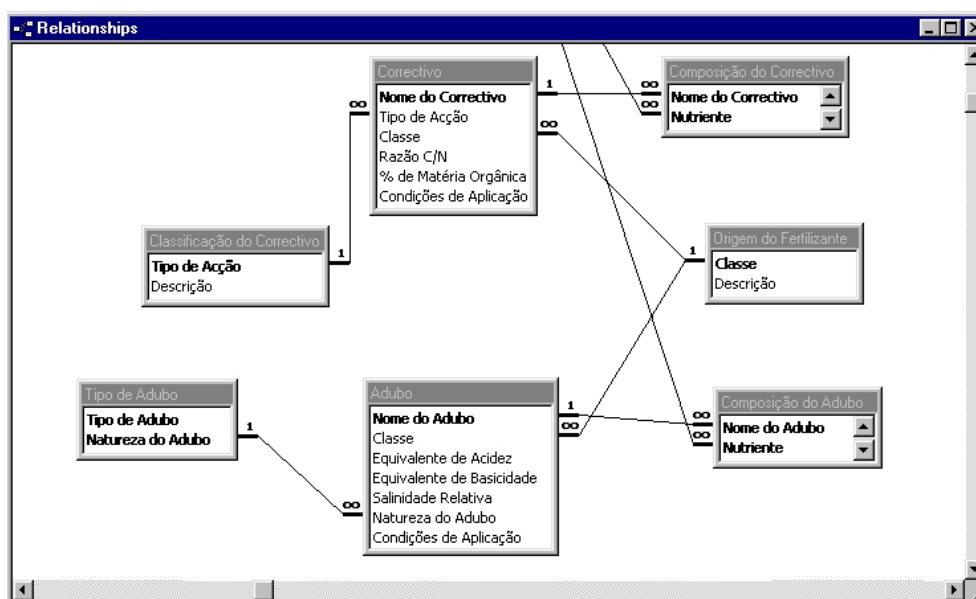 Relationships
Correctivo
Nome do Correctivo
Tipo de Acção
Classe
Razão C/N
% de Matéria Orgânica
Condições de Aplicação
Composição do Correctivo
Nome do Correctivo
Nutriente
Classificação do Correctivo
Tipo de Acção
Descrição
Origem do Fertilizante
Classe
Descrição
Tipo de Adubo
Tipo de Adubo
Natureza do Adubo
Adubo
Nome do Adubo
Classe
Equivalente de Acidez
Equivalente de Basicidade
Salinidade Relativa
Natureza do Adubo
Condições de Aplicação
Composição do Adubo
Nome do Adubo
Nutriente
1
∞
∞
∞
∞
1
1
1
∞
1
∞
∞
∞